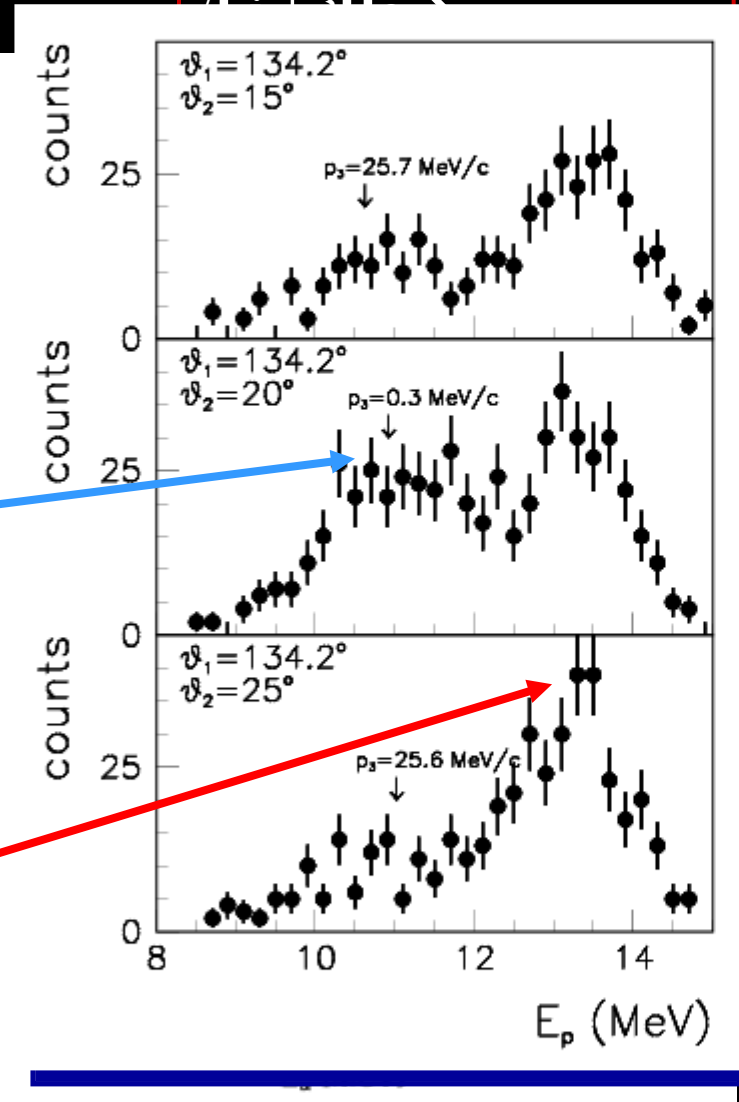 counts
ϑ₁=134.2°
ϑ₂=15°
p₃=25.7 MeV/c
↓
25
0
counts
ϑ₁=134.2°
ϑ₂=20°
p₃=0.3 MeV/c
↓
25
0
counts
ϑ₁=134.2°
ϑ₂=25°
p₃=25.6 MeV/c
↓
25
0
8 10 12 14
Eₚ (MeV)